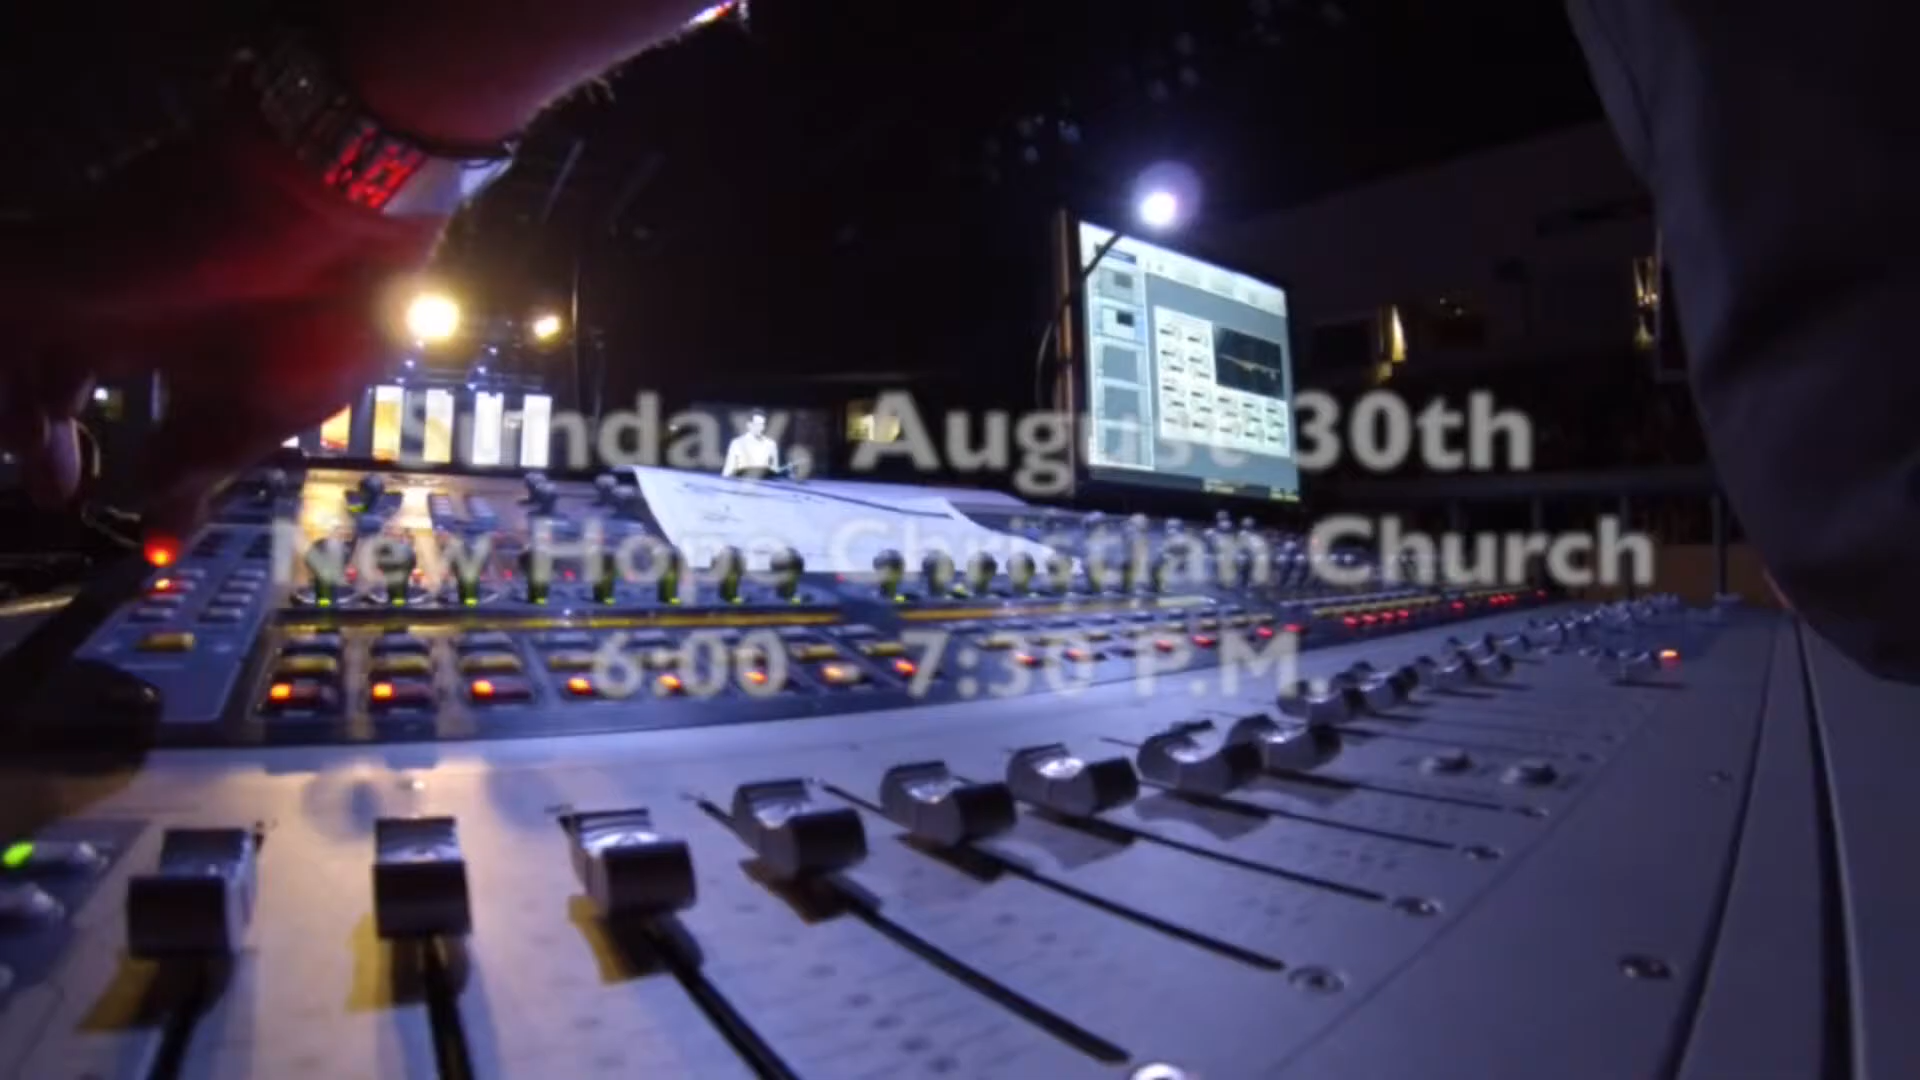 Sunday, August 30th
New Hope Christian Church
6:00 - 7:30 P.M.